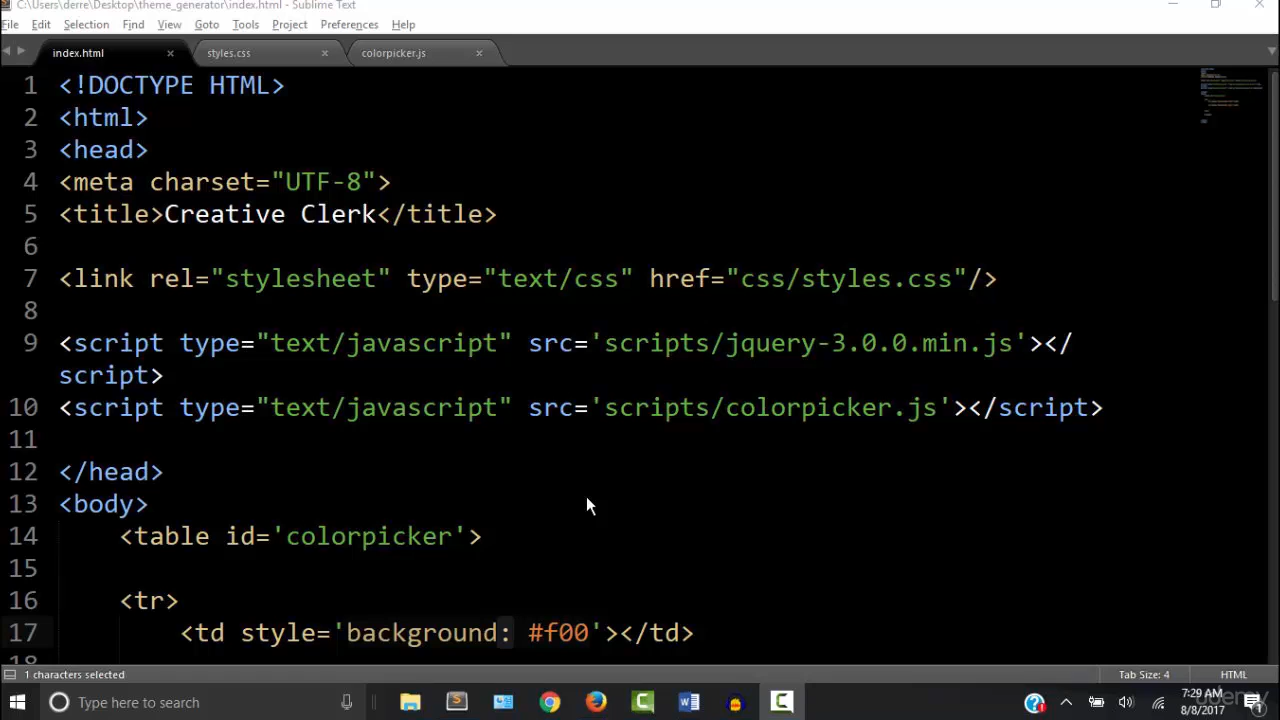 C:\Users\derre\Desktop\theme_generator\index.html - Sublime Text
File Edit Selection Find View Goto Tools Project Preferences Help
index.html × styles.css × colorpicker.js ×
1 <!DOCTYPE HTML>
2 <html>
3 <head>
4 <meta charset="UTF-8">
5 <title>Creative Clerk</title>
6
7 <link rel="stylesheet" type="text/css" href="css/styles.css"/>
8
9 <script type="text/javascript" src='scripts/jquery-3.0.0.min.js'></
script>
10 <script type="text/javascript" src='scripts/colorpicker.js'></script>
11
12 </head>
13 <body>
14 <table id='colorpicker'>
15
16 <tr>
17 <td style='background: #f00'></td>
18
1 characters selected Tab Size: 4 HTML
Type here to search
7:29 AM
8/8/2017
udemy